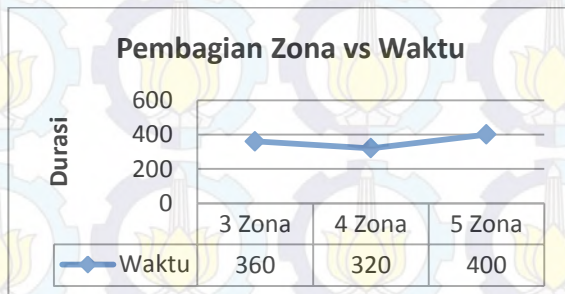 Pembagian Zona vs Waktu
Durasi
600
400
200
0
3 Zona 4 Zona 5 Zona
Waktu 360 320 400